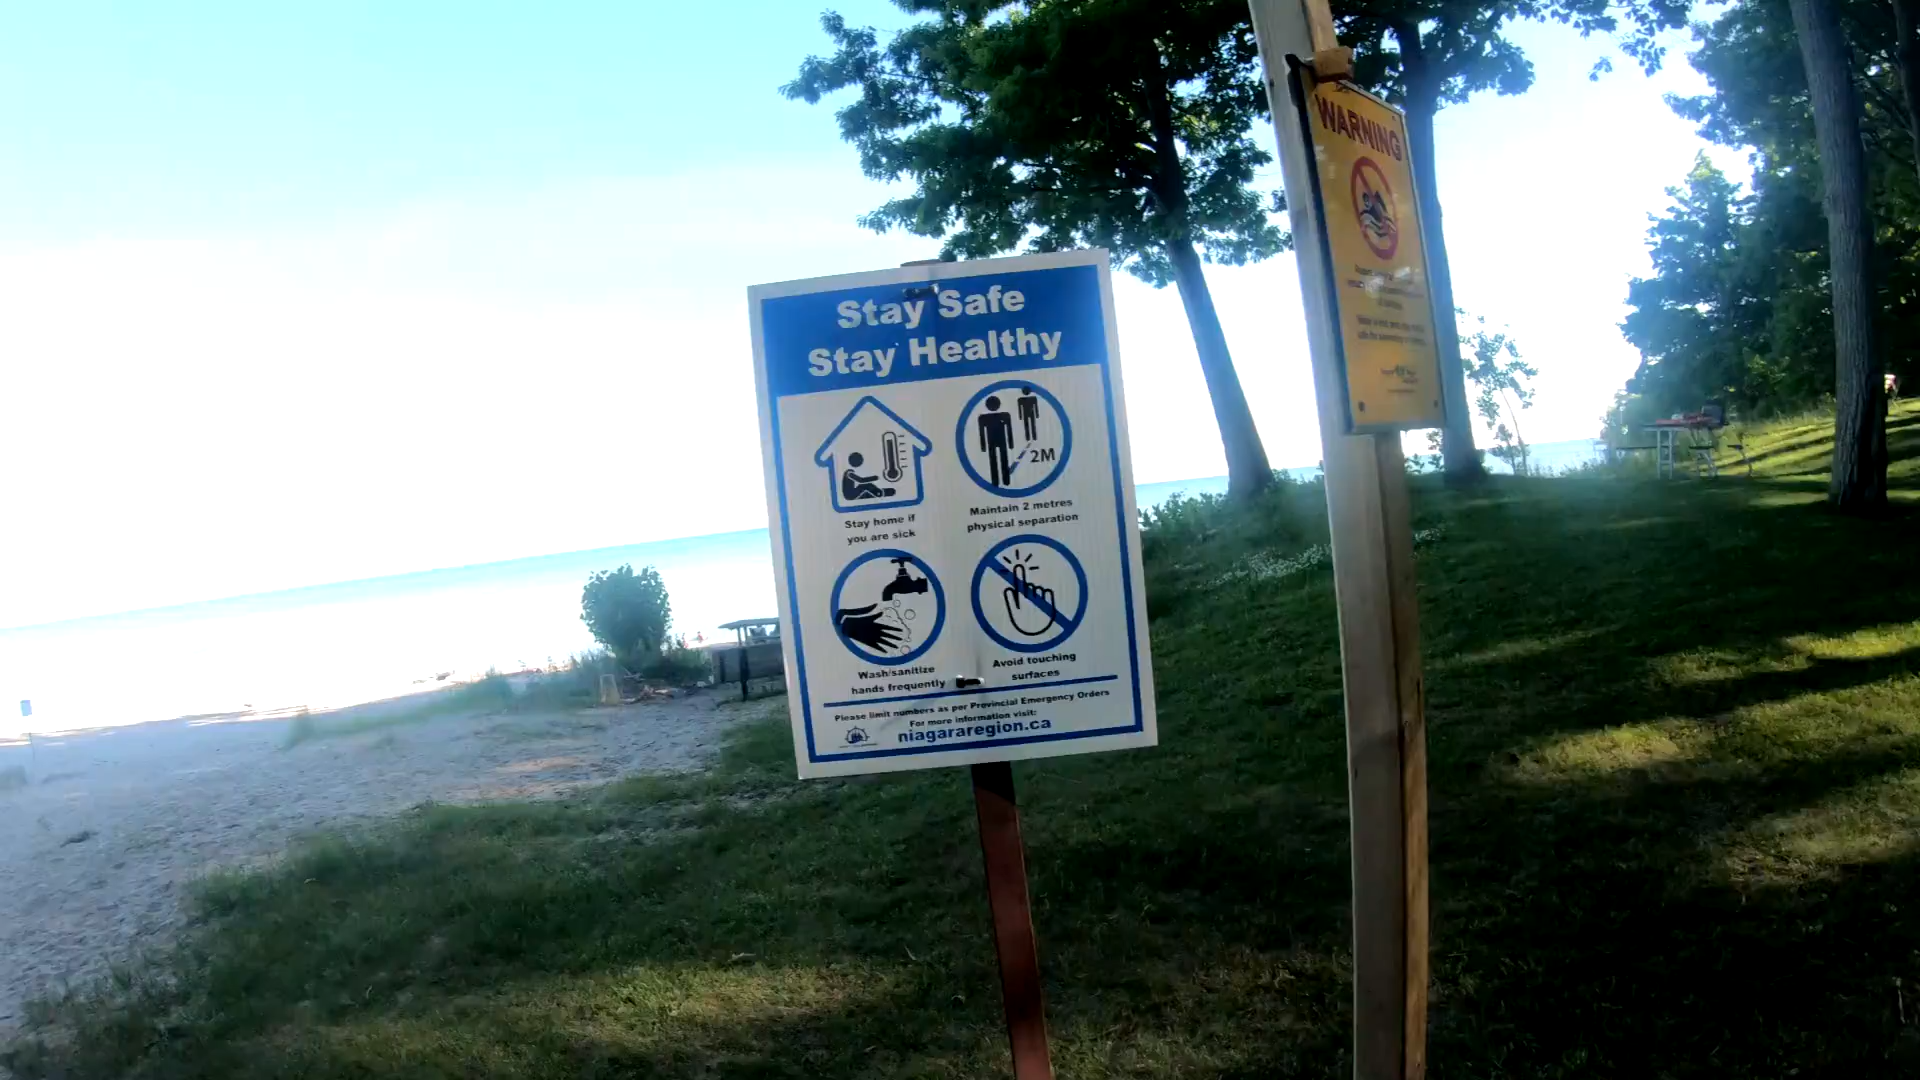 Stay Safe
Stay Healthy
2M
Stay home if
you are sick
Maintain 2 metres
physical separation
Wash/sanitize
hands frequently
Avoid touching
surfaces
Please limit numbers as per Provincial Emergency Orders
For more information visit:
niagararegion.ca
WARNING